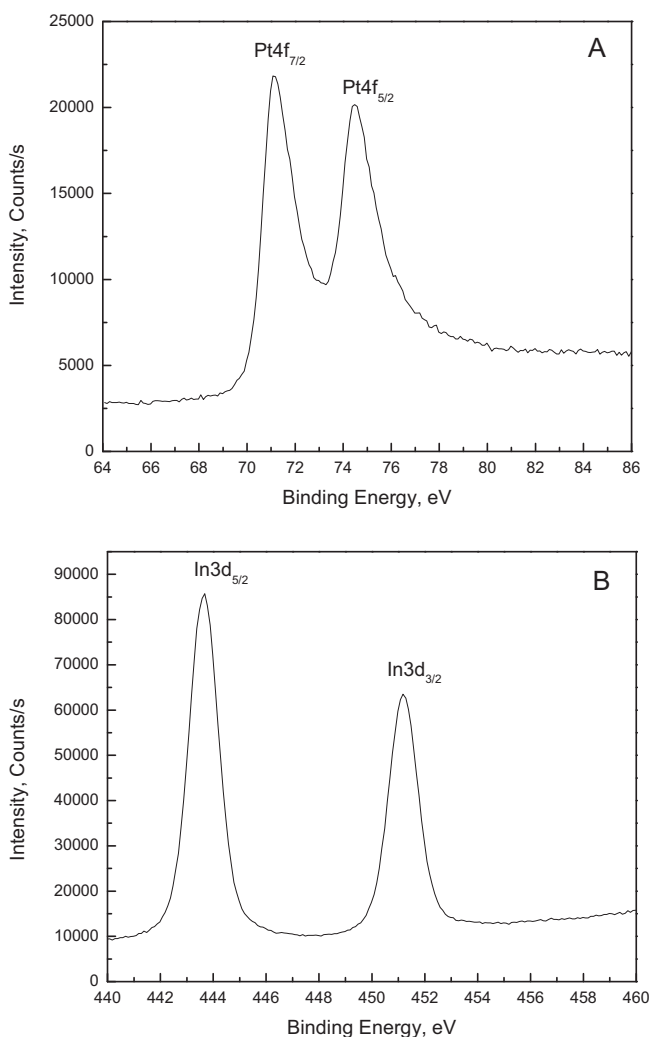 A
Pt4f7/2
Pt4f5/2
25000
20000
15000
10000
5000
0
Intensity, Counts/s
64 66 68 70 72 74 76 78 80 82 84 86
Binding Energy, eV
B
In3d5/2
In3d3/2
90000
80000
70000
60000
50000
40000
30000
20000
10000
0
Intensity, Counts/s
440 442 444 446 448 450 452 454 456 458 460
Binding Energy, eV